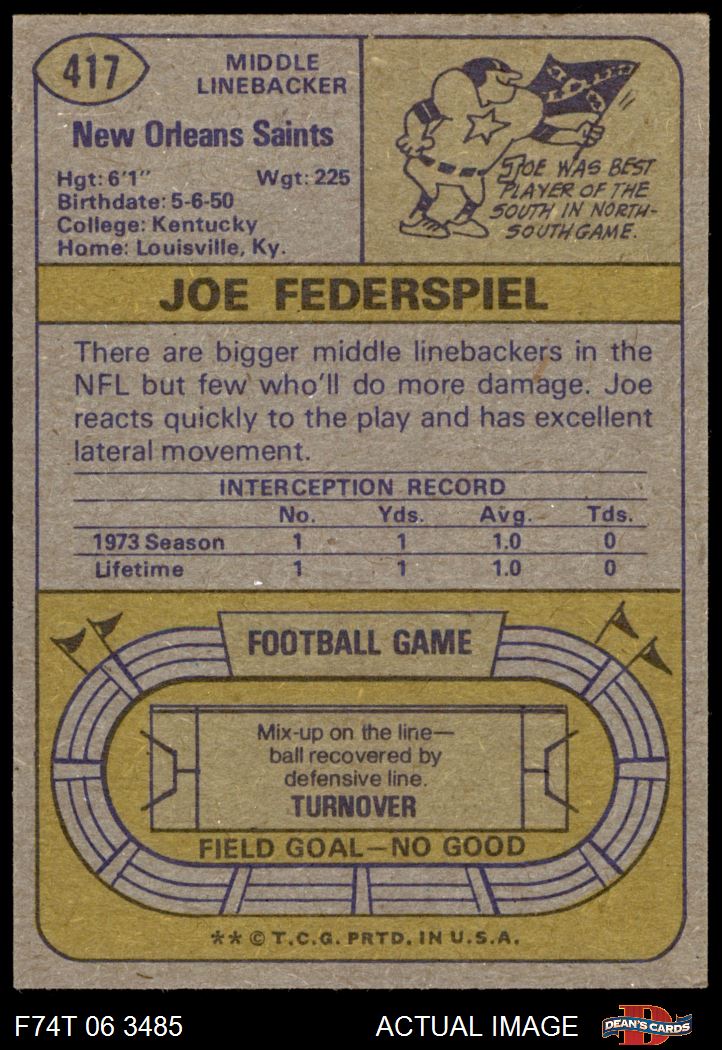 417
MIDDLE
LINEBACKER
New Orleans Saints
Hgt: 6'1" Wgt: 225
Birthdate: 5-6-50
College: Kentucky
Home: Louisville, Ky.
JOE WAS BEST
PLAYER OF THE
SOUTH IN NORTH-
SOUTH GAME.
JOE FEDERSPIEL
There are bigger middle linebackers in the
NFL but few who'll do more damage. Joe
reacts quickly to the play and has excellent
lateral movement.
INTERCEPTION RECORD
No. Yds. Avg. Tds.
1973 Season 1 1 1.0 0
Lifetime 1 1 1.0 0
FOOTBALL GAME
Mix-up on the line—
ball recovered by
defensive line.
TURNOVER
FIELD GOAL—NO GOOD
** © T.C.G. PRTD. IN U.S.A.
F74T 06 3485 ACTUAL IMAGE
DEAN'S CARDS